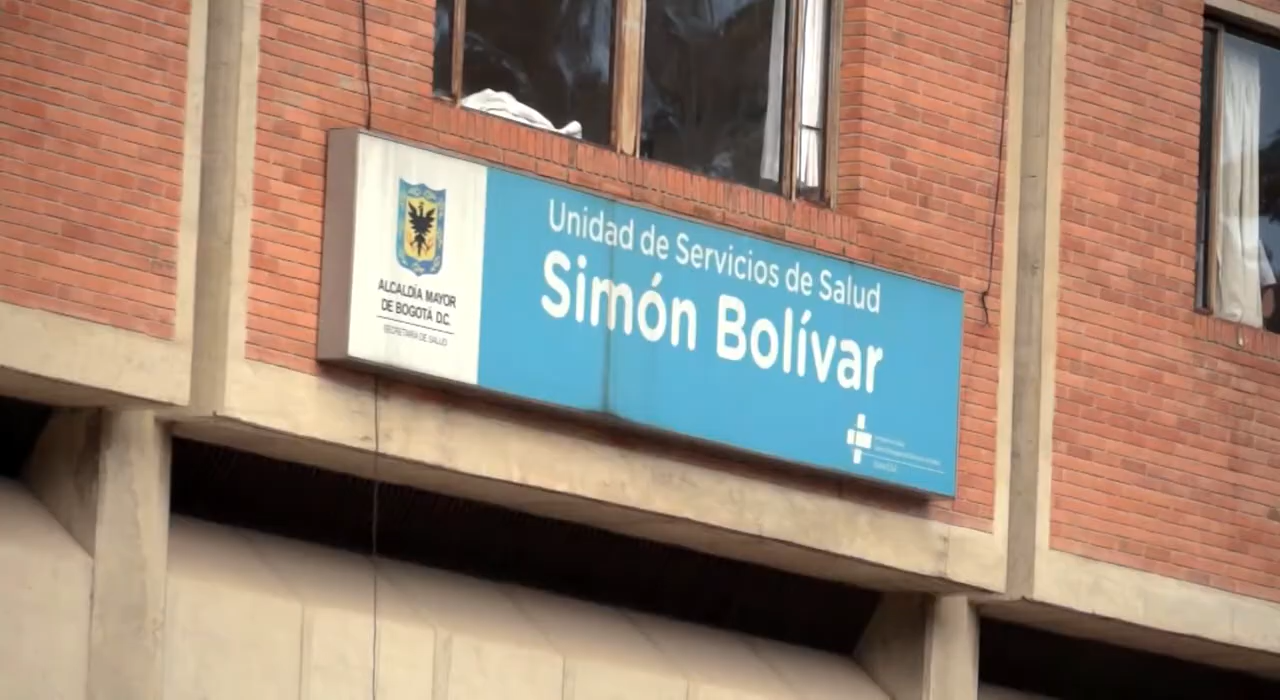 ALCALDÍA MAYOR
DE BOGOTÁ D.C.
SECRETARÍA DE SALUD
Unidad de Servicios de Salud
Simón Bolívar